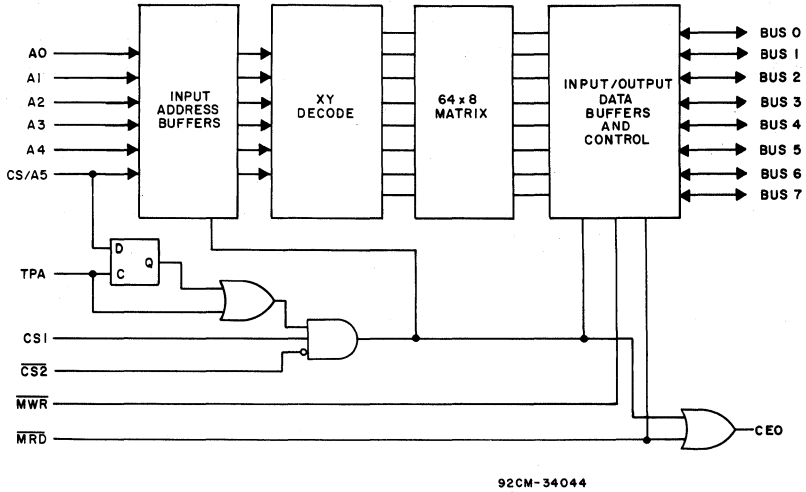 A0
A1
A2
A3
A4
CS/A5
INPUT
ADDRESS
BUFFERS
XY
DECODE
64 x 8
MATRIX
INPUT/OUTPUT
DATA
BUFFERS
AND
CONTROL
BUS 0
BUS 1
BUS 2
BUS 3
BUS 4
BUS 5
BUS 6
BUS 7
D
Q
C
TPA
CS1
CS2
MWR
MRD
CEO
92CM-34044